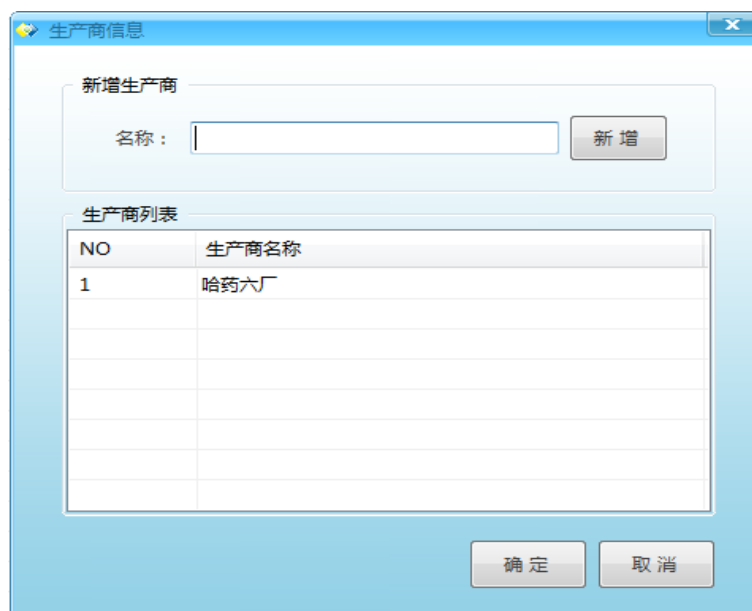 生产商信息
新增生产商
名称： 新 增
生产商列表
NO 生产商名称
1 哈药六厂
确 定 取 消